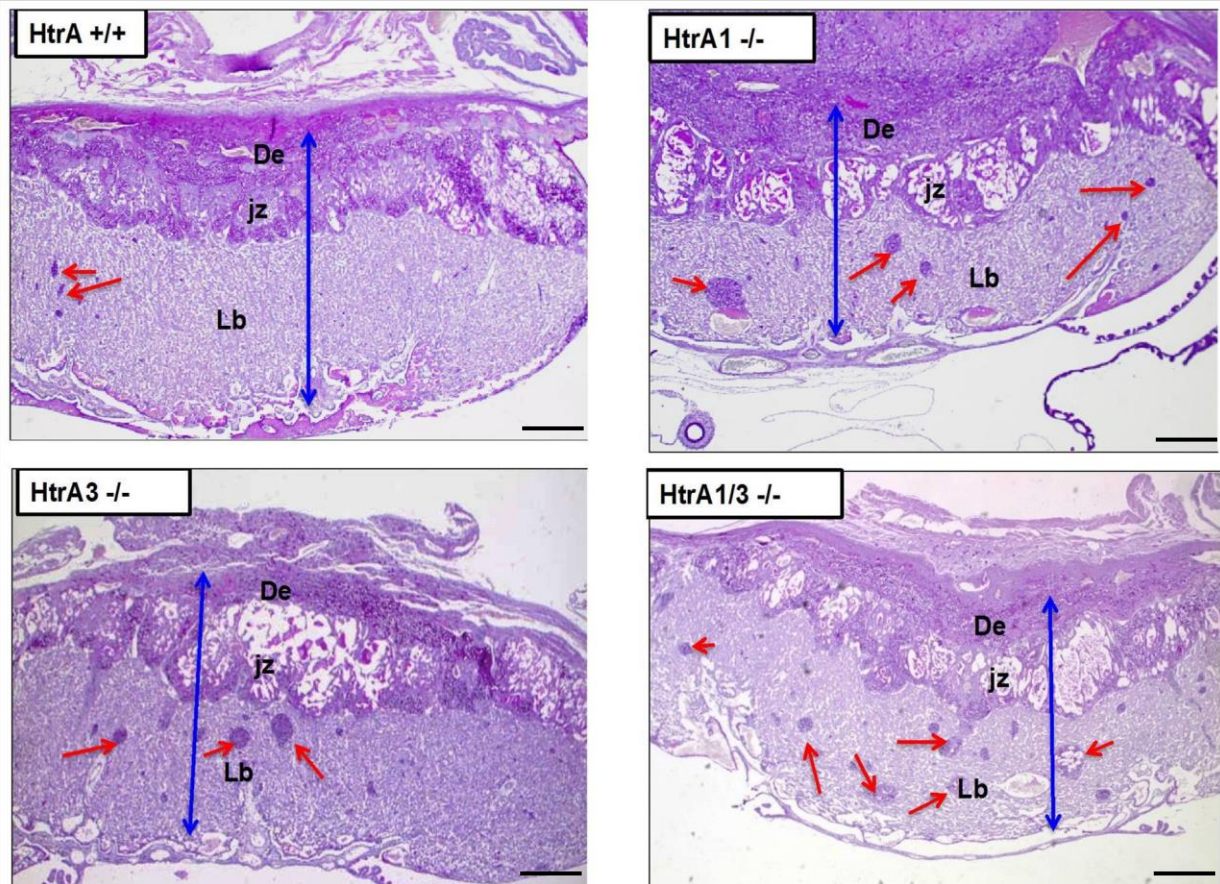 HtrA +/+
De
jz
Lb
HtrA1 -/-
De
jz
Lb
HtrA3 -/-
De
jz
Lb
HtrA1/3 -/-
De
jz
Lb